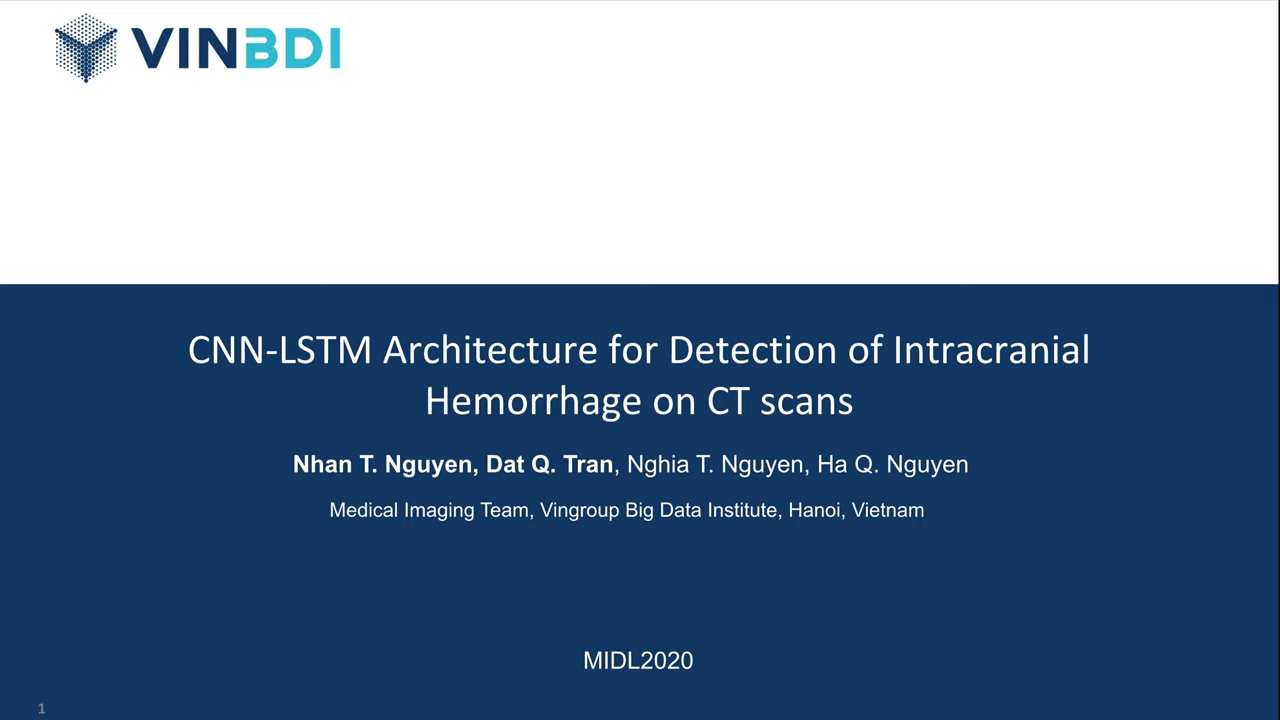 VINBDI
CNN-LSTM Architecture for Detection of Intracranial
Hemorrhage on CT scans
Nhan T. Nguyen, Dat Q. Tran, Nghia T. Nguyen, Ha Q. Nguyen
Medical Imaging Team, Vingroup Big Data Institute, Hanoi, Vietnam
MIDL2020
1